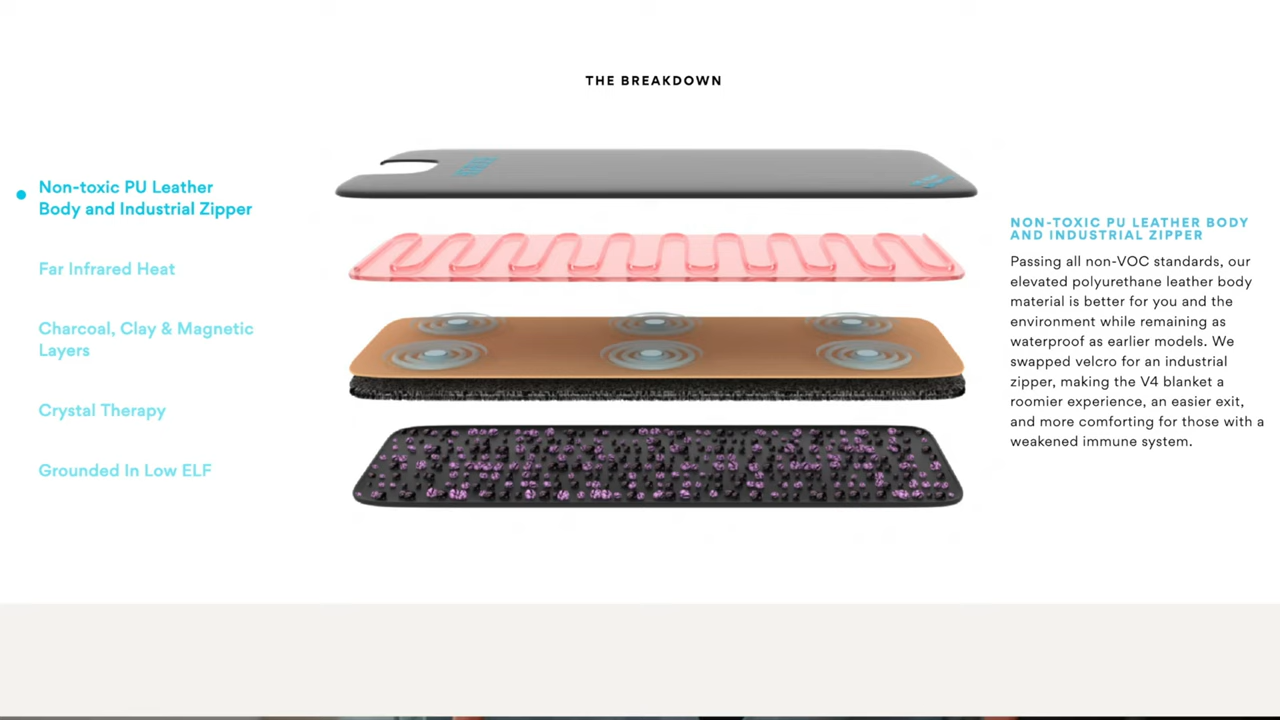 THE BREAKDOWN
Non-toxic PU Leather
Body and Industrial Zipper
Far Infrared Heat
Charcoal, Clay & Magnetic
Layers
Crystal Therapy
Grounded In Low ELF
NON-TOXIC PU LEATHER BODY
AND INDUSTRIAL ZIPPER
Passing all non-VOC standards, our
elevated polyurethane leather body
material is better for you and the
environment while remaining as
waterproof as earlier models. We
swapped velcro for an industrial
zipper, making the V4 blanket a
roomier experience, an easier exit,
and more comforting for those with a
weakened immune system.